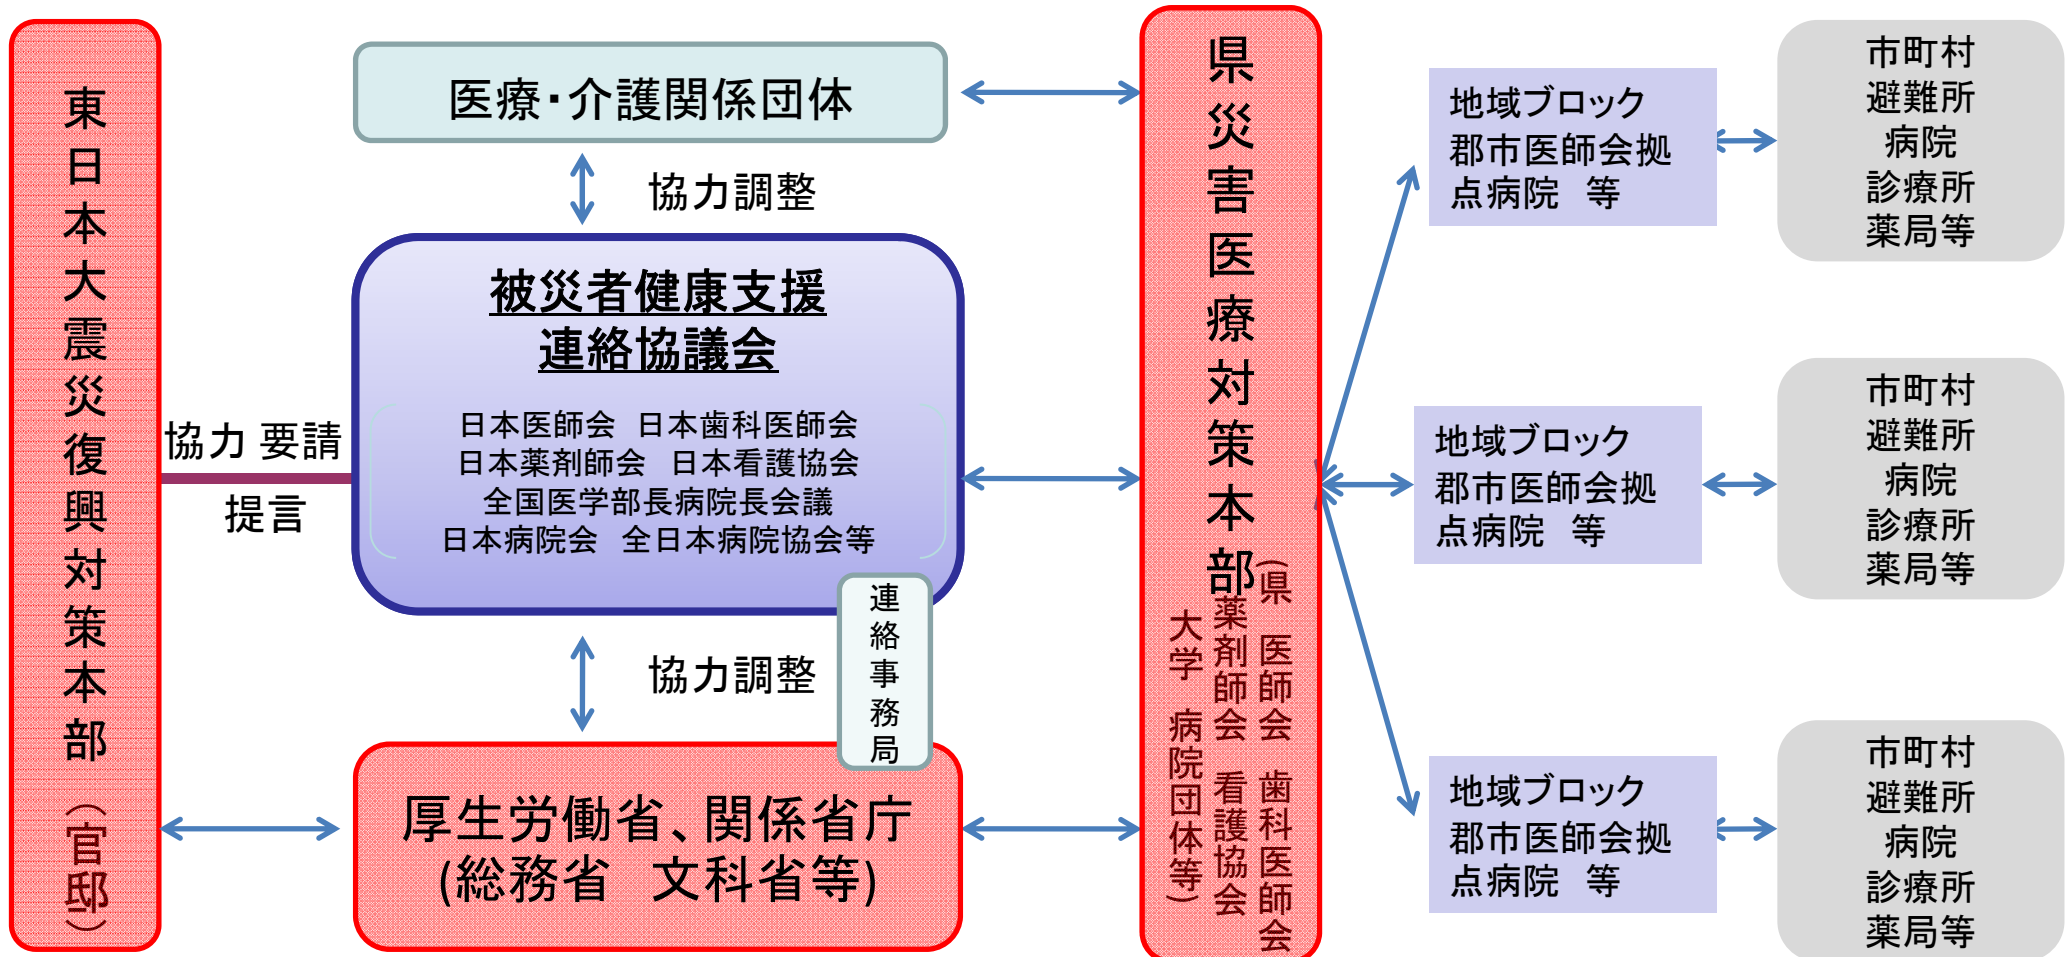 東日本大震災復興対策本部（官邸）
医療・介護関係団体
協力調整
被災者健康支援
連絡協議会
日本医師会　日本歯科医師会
日本薬剤師会　日本看護協会
全国医学部長病院長会議
日本病院会　全日本病院協会等
協力 要請
提言
連絡事務局
協力調整
厚生労働省、関係省庁
(総務省　文科省等)
県災害医療対策本部
（県　医師会　歯科医師会
薬剤師会　看護協会
大学　病院団体等）
地域ブロック
郡市医師会拠
点病院　等
市町村
避難所
病院
診療所
薬局等
地域ブロック
郡市医師会拠
点病院　等
市町村
避難所
病院
診療所
薬局等
地域ブロック
郡市医師会拠
点病院　等
市町村
避難所
病院
診療所
薬局等